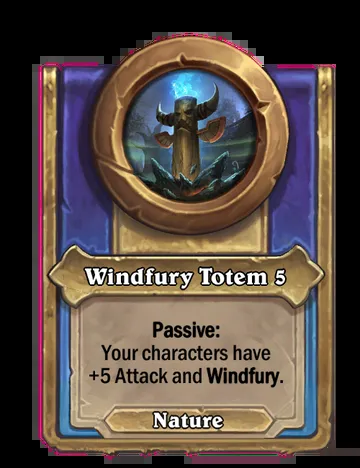 Windfury Totem 5
Passive:
Your characters have
+5 Attack and Windfury.
Nature